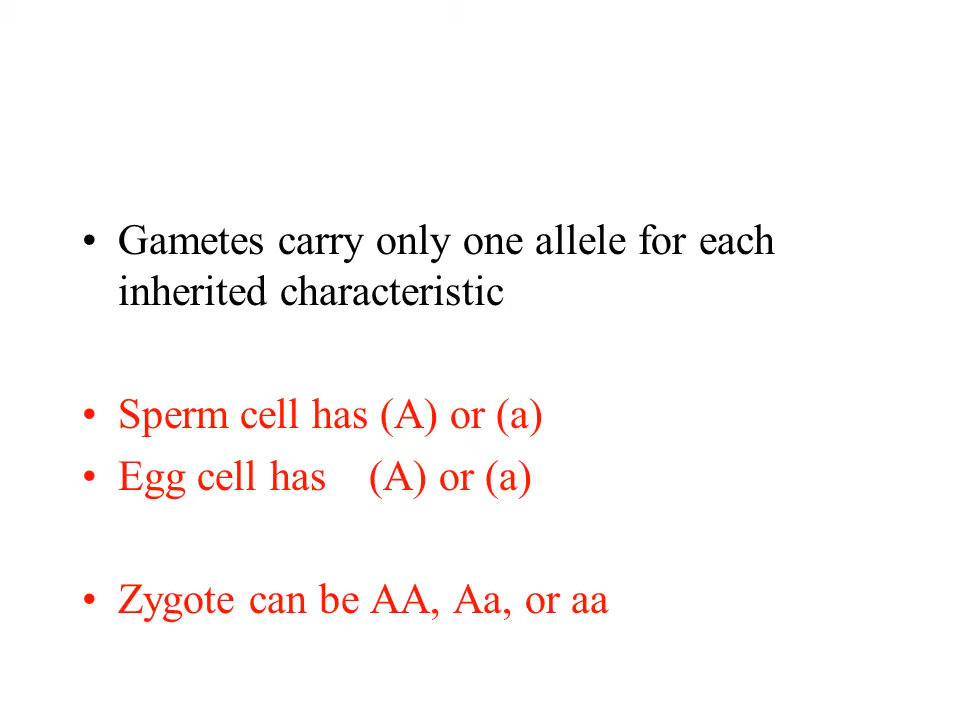 • Gametes carry only one allele for each
inherited characteristic
• Sperm cell has (A) or (a)
• Egg cell has (A) or (a)
• Zygote can be AA, Aa, or aa